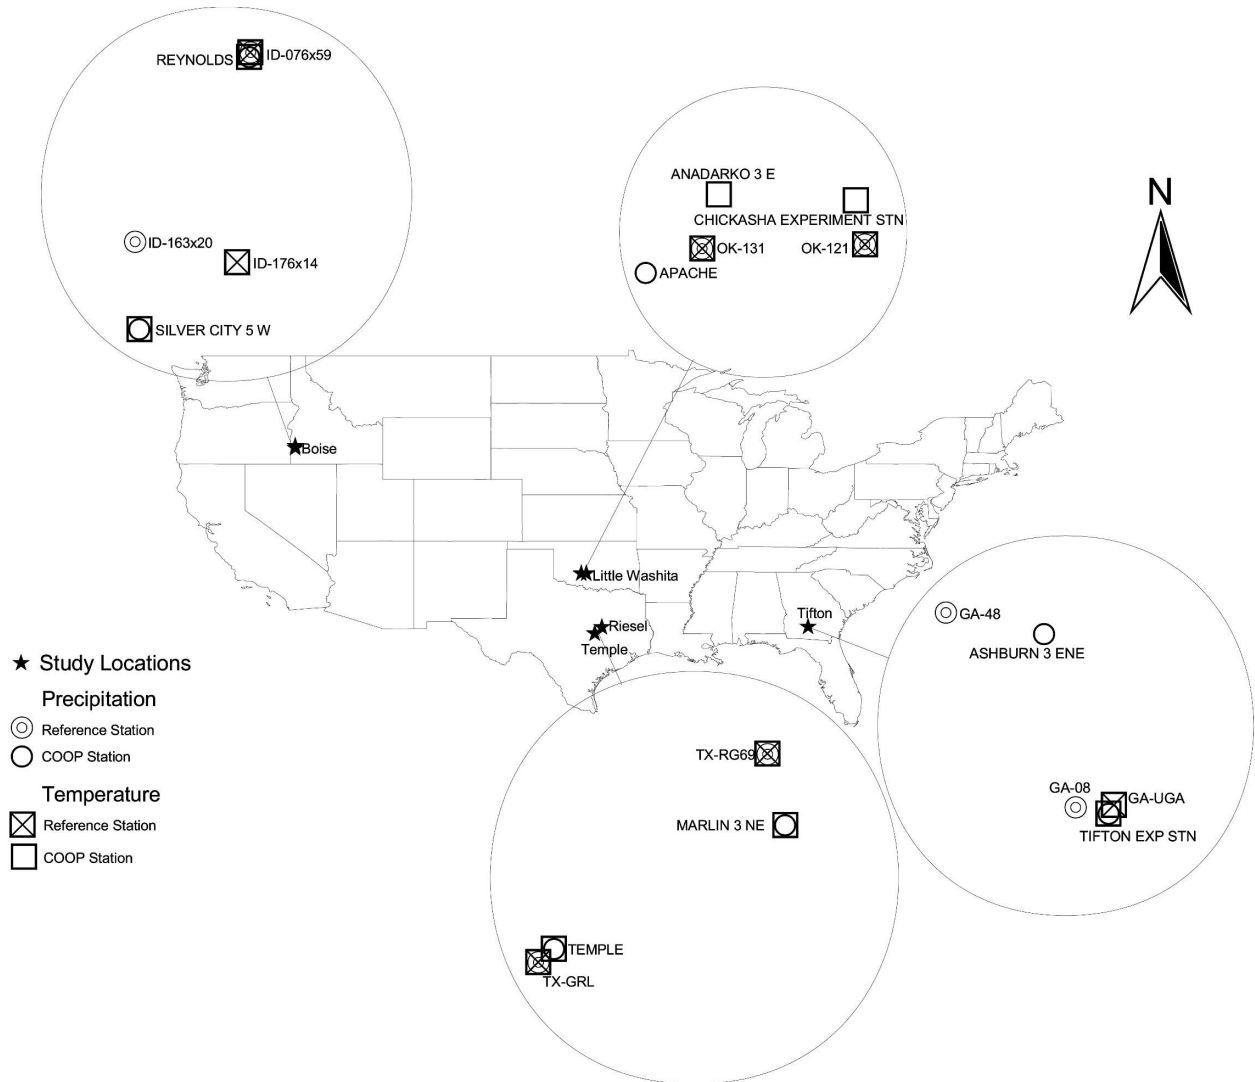 REYNOLDS
ID-076x59
ID-163x20
ID-176x14
SILVER CITY 5 W
ANADARKO 3 E
CHICKASHA EXPERIMENT STN
OK-131
OK-121
APACHE
N
Boise
Little Washita
Riesel
Temple
Tifton
GA-48
ASHBURN 3 ENE
GA-08
GA-UGA
TIFTON EXP STN
TX-RG69
MARLIN 3 NE
TEMPLE
TX-GRL
Study Locations
Precipitation
Reference Station
COOP Station
Temperature
Reference Station
COOP Station